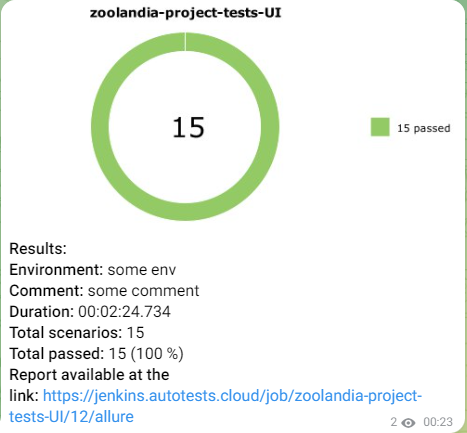 zoolandia-project-tests-UI
15
15 passed
Results:
Environment: some env
Comment: some comment
Duration: 00:02:24.734
Total scenarios: 15
Total passed: 15 (100 %)
Report available at the
link: https://jenkins.autotests.cloud/job/zoolandia-project-
tests-UI/12/allure
2 00:23